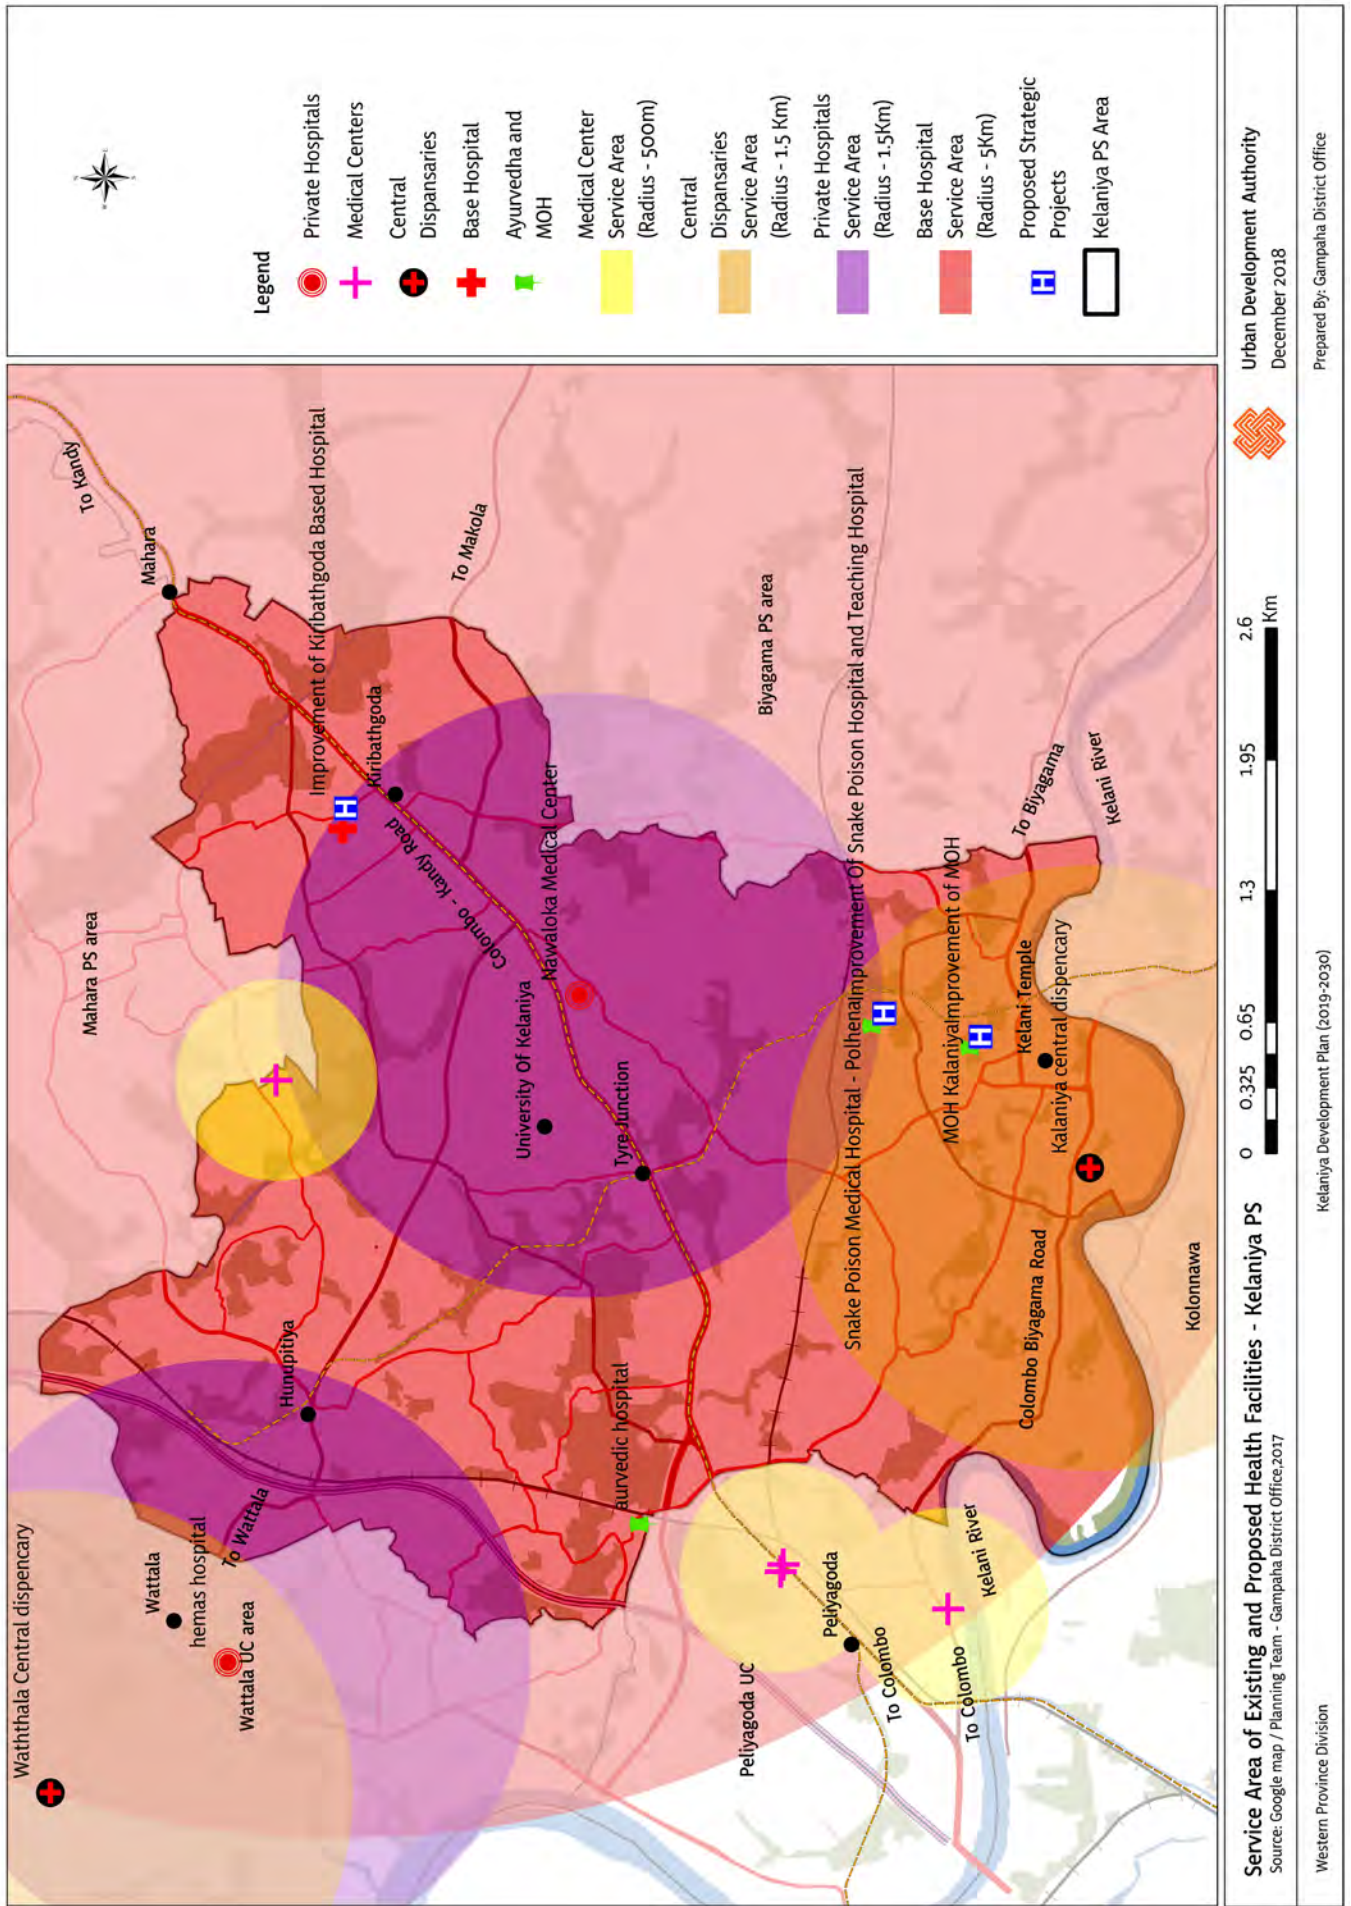 Waththala Central dispencary
Wattala
hemas hospital
Wattala UC area
To Wattala
Hunupitiya
Mahara PS area
Mahara
To Kandy
Improvement of Kiribathgoda Based Hospital
Kiribathgoda
To Makola
Colombo - Kandy Road
Nawaloka Medical Center
University Of Kelaniya
Tyre Junction
aurvedic hospital
Biyagama PS area
Snake Poison Medical Hospital - PolhenaImprovement Of Snake Poison Hospital and Teaching Hospital
MOH KalaniyaImprovement of MOH
Kelani Temple
Kalaniya central dispencary
Colombo Biyagama Road
To Biyagama
Kelani River
Peliyagoda UC
Peliyagoda
To Colombo
To Colombo
Kelani River
Kolonnawa
Legend
Private Hospitals
Medical Centers
Central
Dispansaries
Base Hospital
Ayurvedha and
MOH
Medical Center
Service Area
(Radius - 500m)
Central
Dispansaries
Service Area
(Radius - 1.5 Km)
Private Hospitals
Service Area
(Radius - 1.5Km)
Base Hospital
Service Area
(Radius - 5Km)
Proposed Strategic
Projects
Kelaniya PS Area
H
H
H
H
Service Area of Existing and Proposed Health Facilities - Kelaniya PS
Source: Google map / Planning Team - Gampaha District Office,2017
0 0.325 0.65 1.3 1.95 2.6
Km
Urban Development Authority
December 2018
Western Province Division
Kelaniya Development Plan (2019-2030)
Prepared By: Gampaha District Office